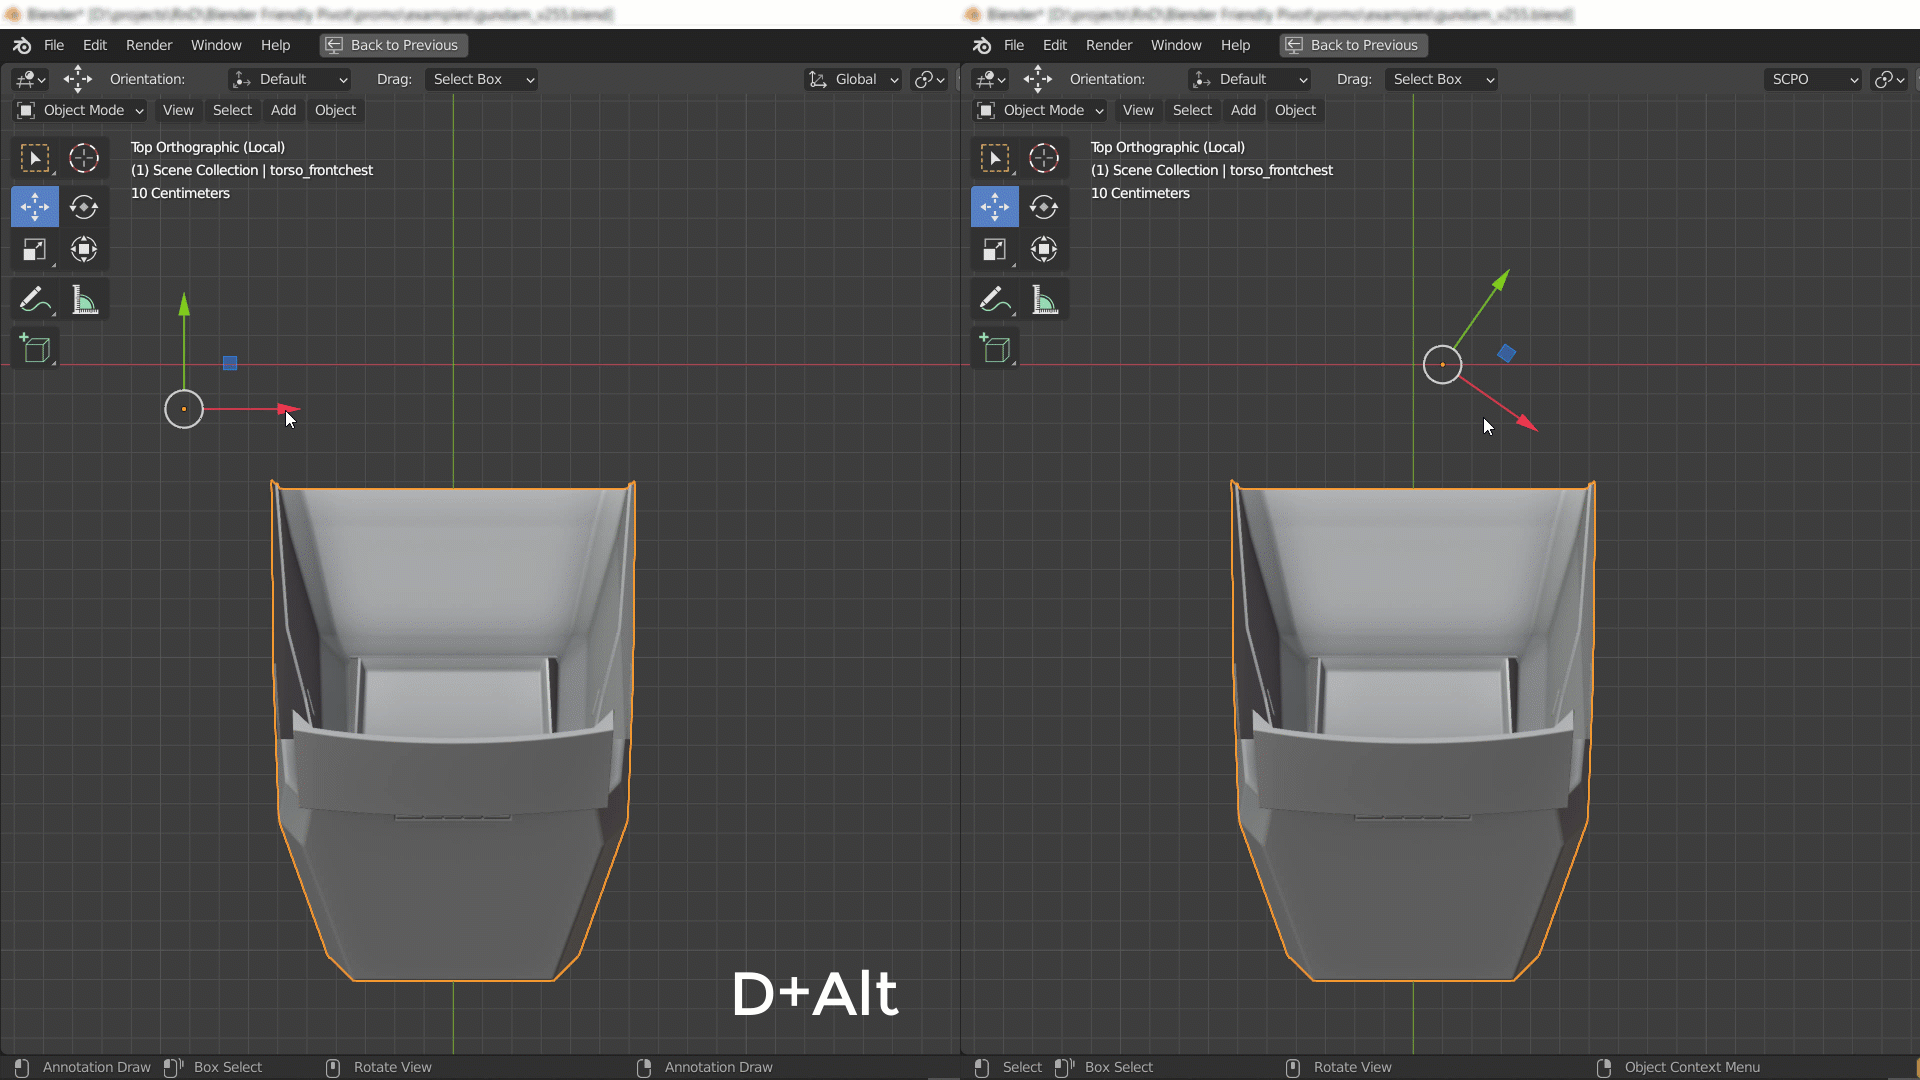 Blender* [D:\projects\RnD\Blender Friendly Pivot\promo\examples\gundam_v255.blend]
File Edit Render Window Help Back to Previous
Orientation: Default Drag: Select Box Global
Object Mode View Select Add Object
Top Orthographic (Local)
(1) Scene Collection | torso_frontchest
10 Centimeters
D+Alt
Annotation Draw Box Select Rotate View Annotation Draw
Blender* [D:\projects\RnD\Blender Friendly Pivot\promo\examples\gundam_v255.blend]
File Edit Render Window Help Back to Previous
Orientation: Default Drag: Select Box SCPO
Object Mode View Select Add Object
Top Orthographic (Local)
(1) Scene Collection | torso_frontchest
10 Centimeters
Select Box Select Rotate View Object Context Menu